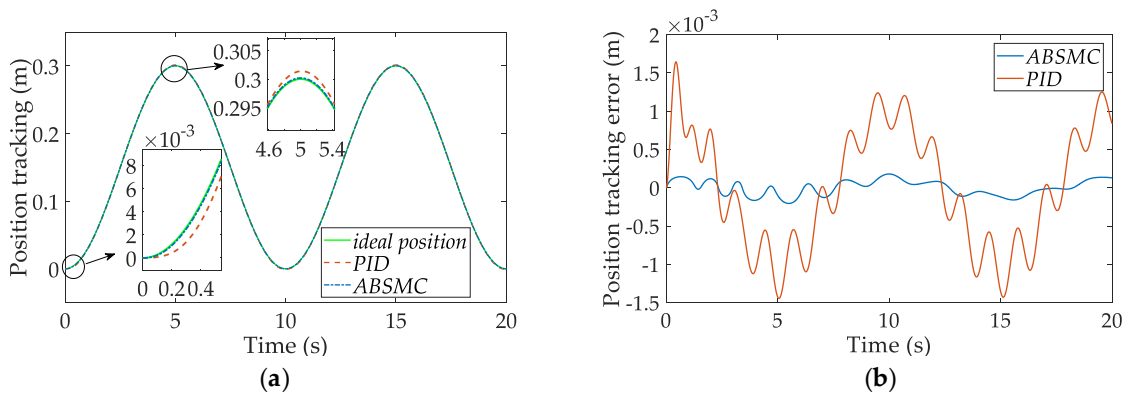 Position tracking (m)
0.3
0.2
0.1
0
0.305
0.3
0.295
4.6 5 5.4
×10⁻³
8
6
4
2
0
0 0.2 0.4
ideal position
PID
ABSMC
0 5 10 15 20
Time (s)
(a)
Position tracking error (m)
×10⁻³
2
1.5
1
0.5
0
-0.5
-1
-1.5
ABSMC
PID
0 5 10 15 20
Time (s)
(b)